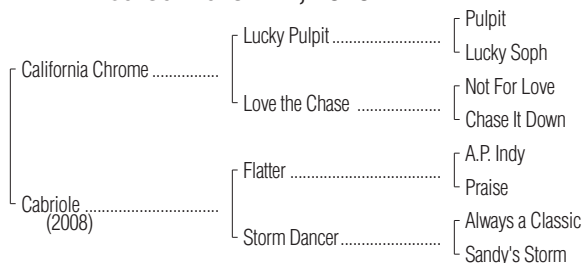 Pulpit
Lucky Pulpit
Lucky Soph
California Chrome
Not For Love
Love the Chase
Chase It Down
A.P. Indy
Flatter
Praise
Cabriole
(2008)
Always a Classic
Storm Dancer
Sandy's Storm